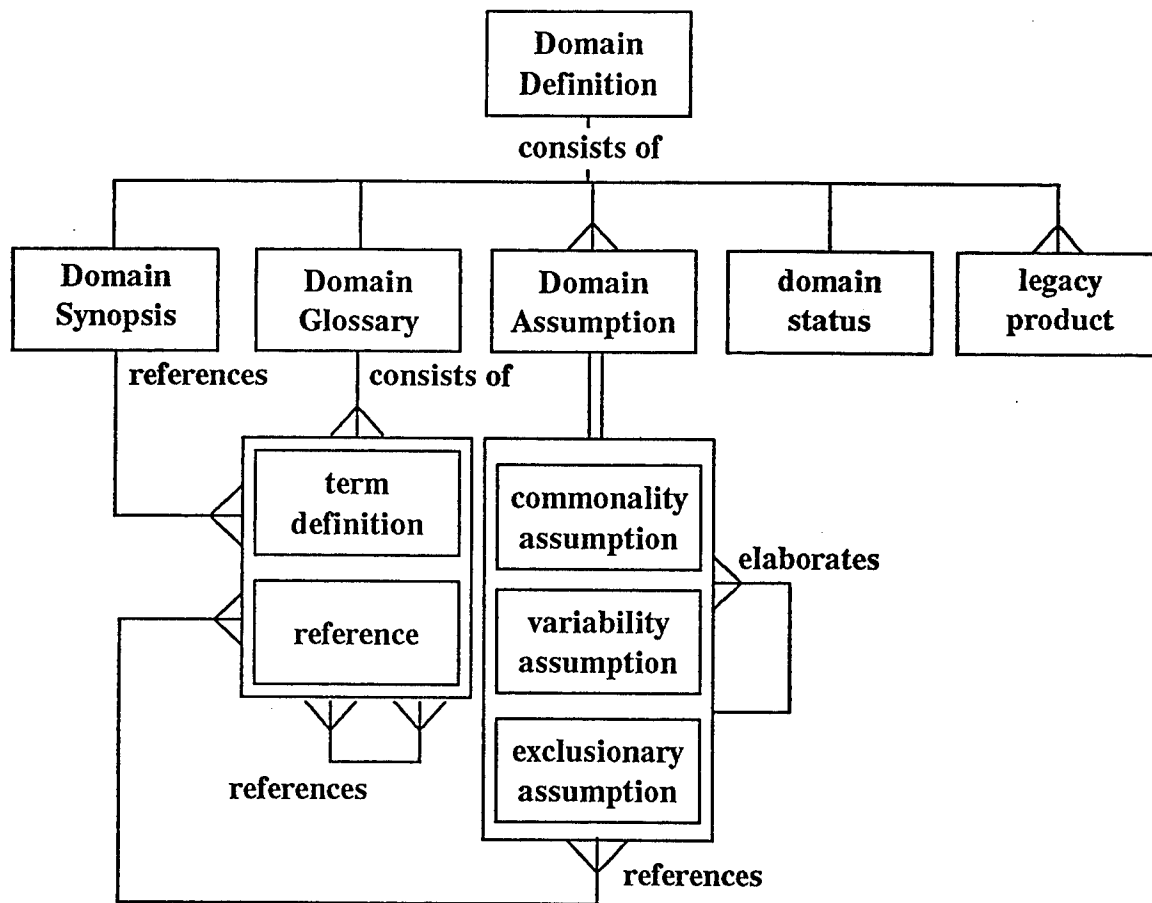 Domain
Definition
consists of
Domain
Synopsis
Domain
Glossary
Domain
Assumption
domain
status
legacy
product
references
consists of
term
definition
reference
commonality
assumption
variability
assumption
exclusionary
assumption
elaborates
references
references